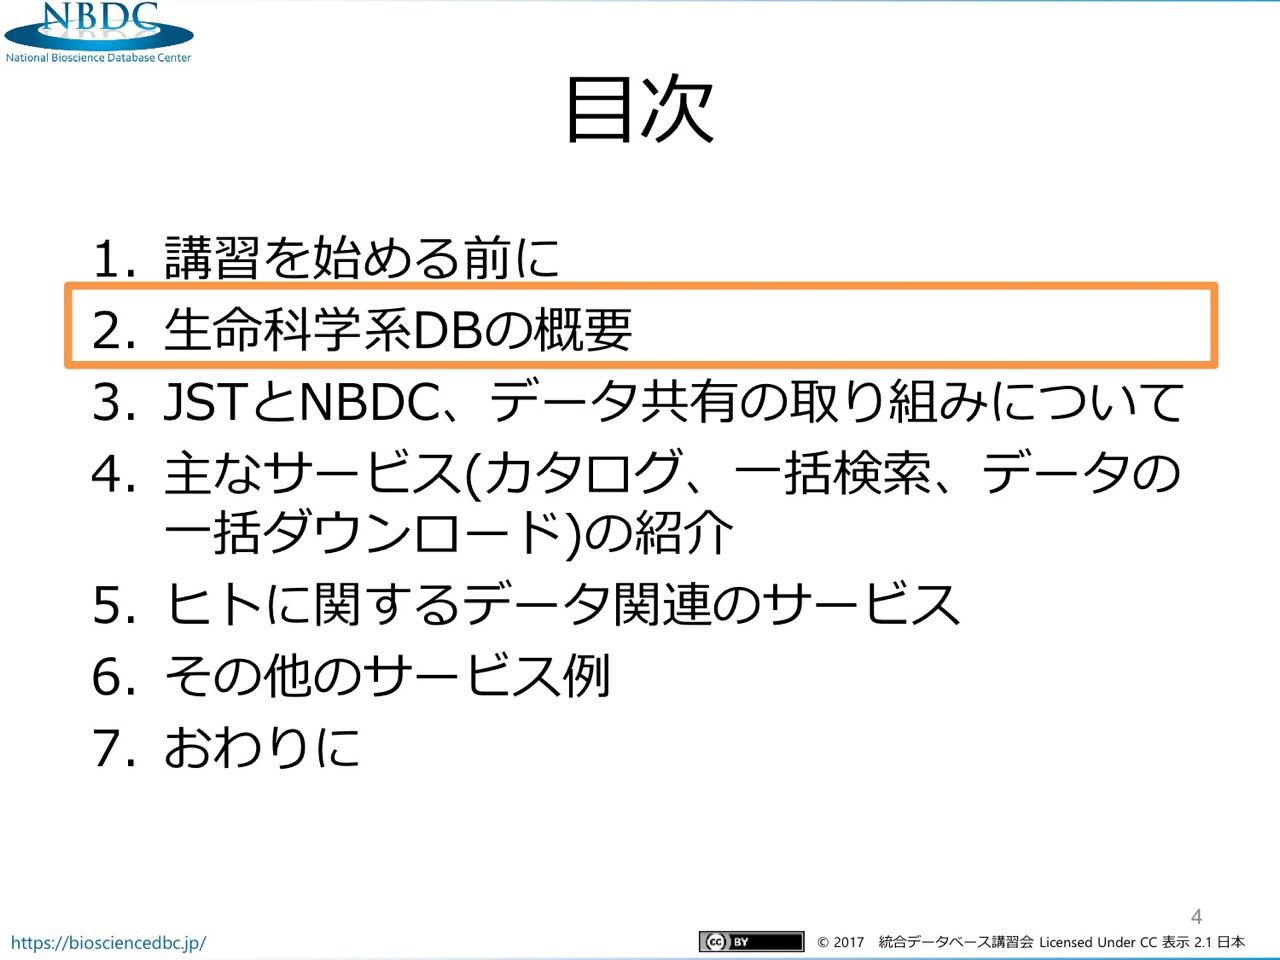 NBDC
National Bioscience Database Center
目次
1. 講習を始める前に
2. 生命科学系DBの概要
3. JSTとNBDC、データ共有の取り組みについて
4. 主なサービス(カタログ、一括検索、データの
一括ダウンロード)の紹介
5. ヒトに関するデータ関連のサービス
6. その他のサービス例
7. おわりに
4
https://biosciencedbc.jp/
cc BY
© 2017 統合データベース講習会 Licensed Under CC 表示 2.1 日本